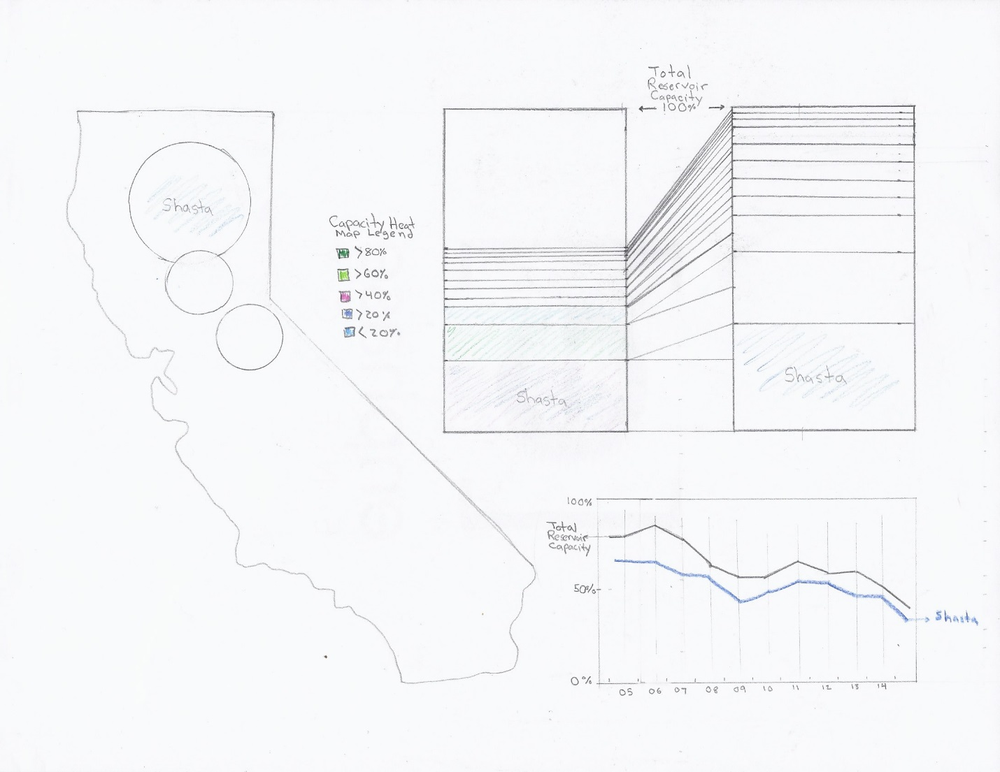 Total
Reservoir
Capacity
← 100% →
Shasta
Capacity Heat
Map Legend
>80%
>60%
>40%
>20%
<20%
Shasta
Shasta
100%
Total
Reservoir
Capacity
50%
Shasta
0%
05 06 07 08 09 10 11 12 13 14